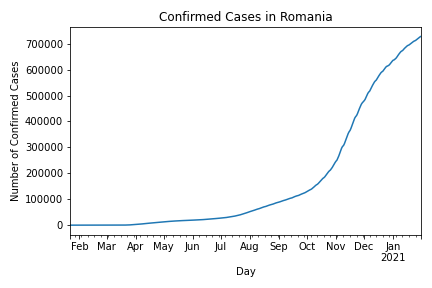 Confirmed Cases in Romania
Number of Confirmed Cases
700000
600000
500000
400000
300000
200000
100000
0
Feb Mar Apr May Jun Jul Aug Sep Oct Nov Dec Jan
2021
Day